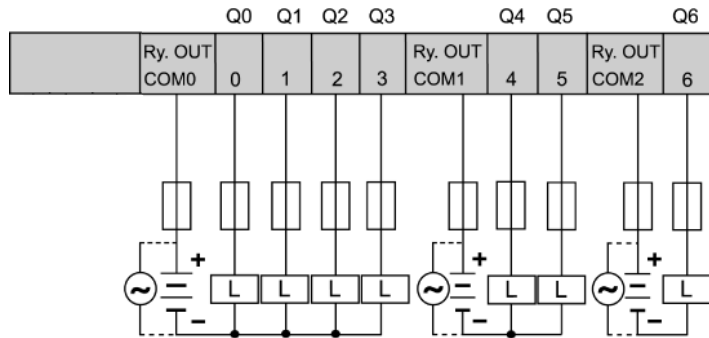 Q0 Q1 Q2 Q3 Q4 Q5 Q6
Ry. OUT Ry. OUT Ry. OUT
COM0 0 1 2 3 COM1 4 5 COM2 6
+ + +
~ L L L L ~ L L ~ L
− − −